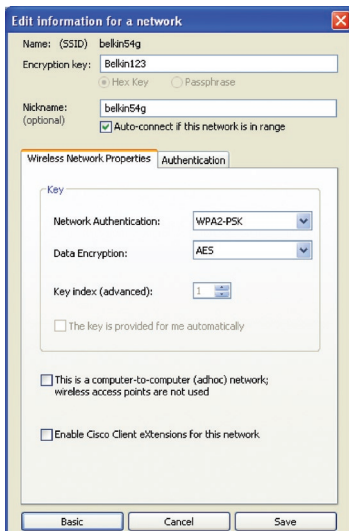 Edit information for a network
Name: (SSID) belkin54g
Encryption key: Belkin123
Hex Key Passphrase
Nickname: belkin54g
(optional)
Auto-connect if this network is in range
Wireless Network Properties Authentication
Key
Network Authentication: WPA2-PSK
Data Encryption: AES
Key index (advanced): 1
The key is provided for me automatically
This is a computer-to-computer (adhoc) network;
wireless access points are not used
Enable Cisco Client eXtensions for this network
Basic Cancel Save